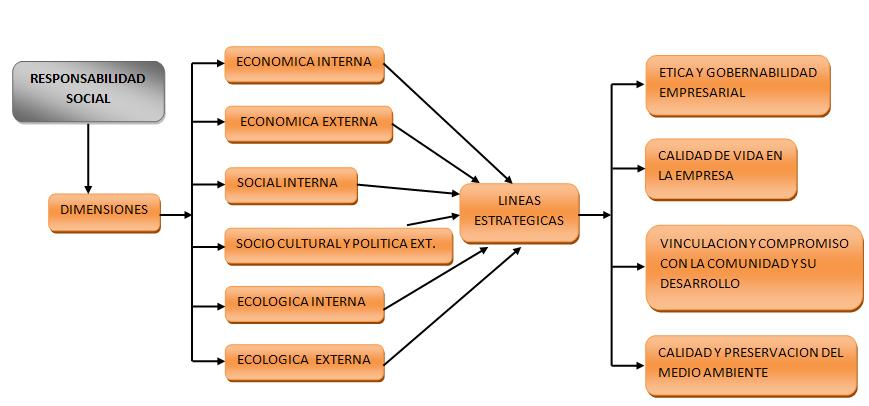 RESPONSABILIDAD
SOCIAL
DIMENSIONES
ECONOMICA INTERNA
ECONOMICA EXTERNA
SOCIAL INTERNA
SOCIO CULTURAL Y POLITICA EXT.
ECOLOGICA INTERNA
ECOLOGICA EXTERNA
LINEAS
ESTRATEGICAS
ETICA Y GOBERNABILIDAD
EMPRESARIAL
CALIDAD DE VIDA EN
LA EMPRESA
VINCULACION Y COMPROMISO
CON LA COMUNIDAD Y SU
DESARROLLO
CALIDAD Y PRESERVACION DEL
MEDIO AMBIENTE